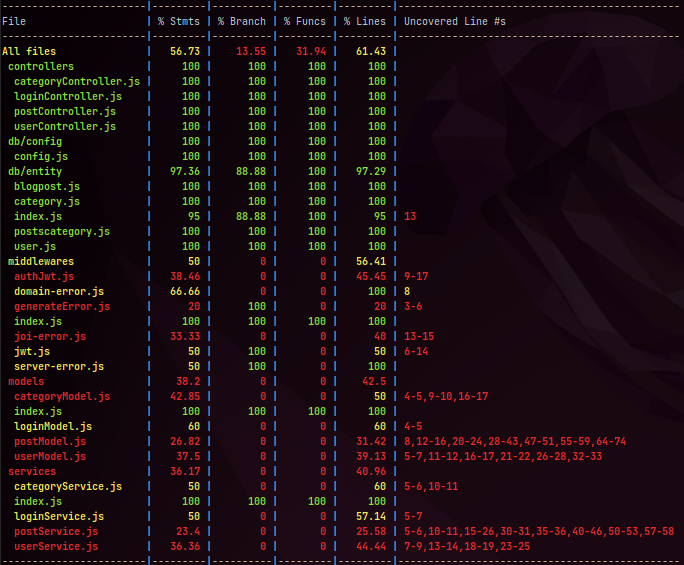 -----------------------|---------|----------|---------|---------|-------------------------------------------
File                   | % Stmts | % Branch | % Funcs | % Lines | Uncovered Line #s
-----------------------|---------|----------|---------|---------|-------------------------------------------
All files              |   56.73 |    13.55 |   31.94 |   61.43 |
 controllers           |     100 |      100 |     100 |     100 |
  categoryController.js |     100 |      100 |     100 |     100 |
  loginController.js   |     100 |      100 |     100 |     100 |
  postController.js    |     100 |      100 |     100 |     100 |
  userController.js    |     100 |      100 |     100 |     100 |
 db/config             |     100 |      100 |     100 |     100 |
  config.js            |     100 |      100 |     100 |     100 |
 db/entity             |   97.36 |    88.88 |     100 |   97.29 |
  blogpost.js          |     100 |      100 |     100 |     100 |
  category.js          |     100 |      100 |     100 |     100 |
  index.js             |      95 |    88.88 |     100 |      95 | 13
  postscategory.js     |     100 |      100 |     100 |     100 |
  user.js              |     100 |      100 |     100 |     100 |
 middlewares           |      50 |        0 |       0 |   56.41 |
  authJwt.js           |   38.46 |        0 |       0 |   45.45 | 9-17
  domain-error.js      |   66.66 |        0 |       0 |     100 | 8
  generateError.js     |      20 |      100 |       0 |      20 | 3-6
  index.js             |     100 |      100 |     100 |     100 |
  joi-error.js         |   33.33 |        0 |       0 |      40 | 13-15
  jwt.js               |      50 |      100 |       0 |      50 | 6-14
  server-error.js      |      50 |      100 |       0 |     100 |
 models                |    38.2 |        0 |       0 |    42.5 |
  categoryModel.js     |   42.85 |        0 |       0 |      50 | 4-5,9-10,16-17
  index.js             |     100 |      100 |     100 |     100 |
  loginModel.js        |      60 |        0 |       0 |      60 | 4-5
  postModel.js         |   26.82 |        0 |       0 |   31.42 | 8,12-16,20-24,28-43,47-51,55-59,64-74
  userModel.js         |    37.5 |        0 |       0 |   39.13 | 5-7,11-12,16-17,21-22,26-28,32-33
 services              |   36.17 |        0 |       0 |   40.96 |
  categoryService.js   |      50 |        0 |       0 |      60 | 5-6,10-11
  index.js             |     100 |      100 |     100 |     100 |
  loginService.js      |      50 |        0 |       0 |   57.14 | 5-7
  postService.js       |    23.4 |        0 |       0 |   25.58 | 5-6,10-11,15-26,30-31,35-36,40-46,50-53,57-58
  userService.js       |   36.36 |        0 |       0 |   44.44 | 7-9,13-14,18-19,23-25
-----------------------|---------|----------|---------|---------|-------------------------------------------